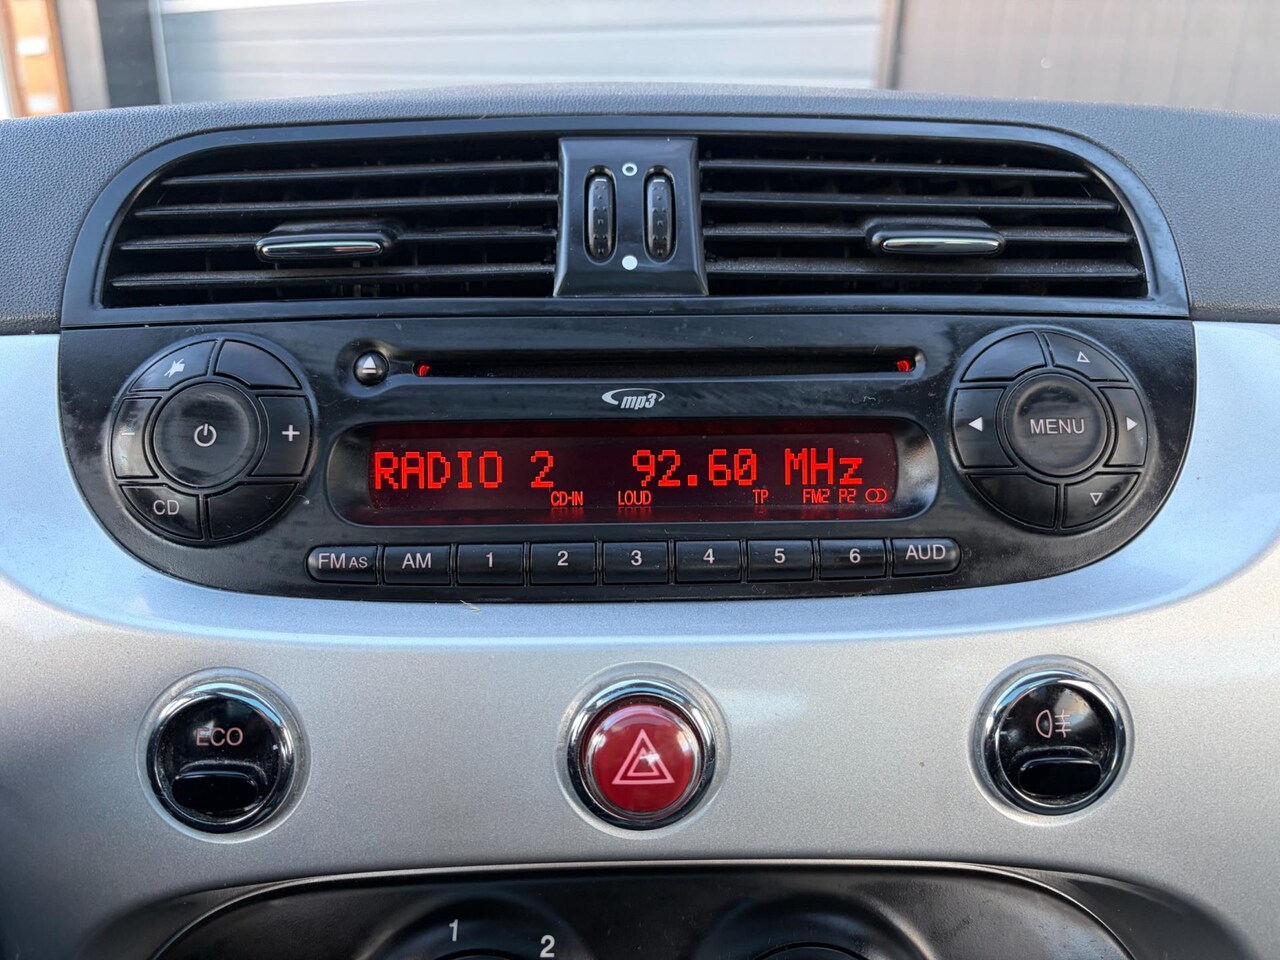 mp3
RADIO 2 92.60 MHz
CD-IN LOUD TP FM2 P2
- +
CD
MENU
FM AS AM 1 2 3 4 5 6 AUD
ECO
1 2